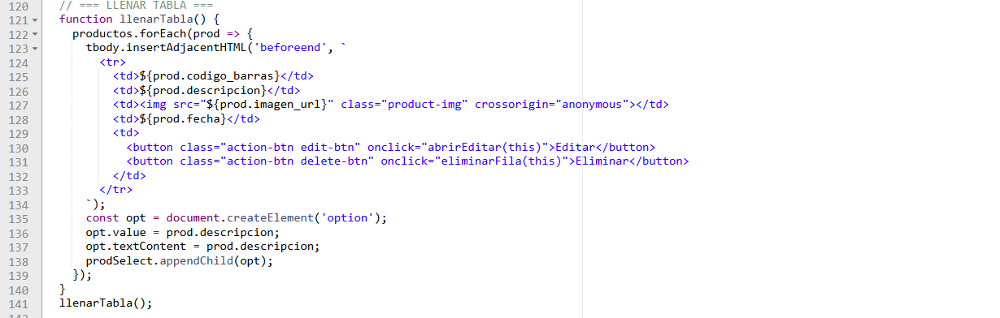 120 // === LLENAR TABLA ===
121 function llenarTabla() {
122 productos.forEach(prod => {
123 tbody.insertAdjacentHTML('beforeend', `
124 <tr>
125 <td>${prod.codigo_barras}</td>
126 <td>${prod.descripcion}</td>
127 <td><img src="${prod.imagen_url}" class="product-img" crossorigin="anonymous"></td>
128 <td>${prod.fecha}</td>
129 <td>
130 <button class="action-btn edit-btn" onclick="abrirEditar(this)">Editar</button>
131 <button class="action-btn delete-btn" onclick="eliminarFila(this)">Eliminar</button>
132 </td>
133 </tr>
134 `);
135 const opt = document.createElement('option');
136 opt.value = prod.descripcion;
137 opt.textContent = prod.descripcion;
138 prodSelect.appendChild(opt);
139 });
140 }
141 llenarTabla();